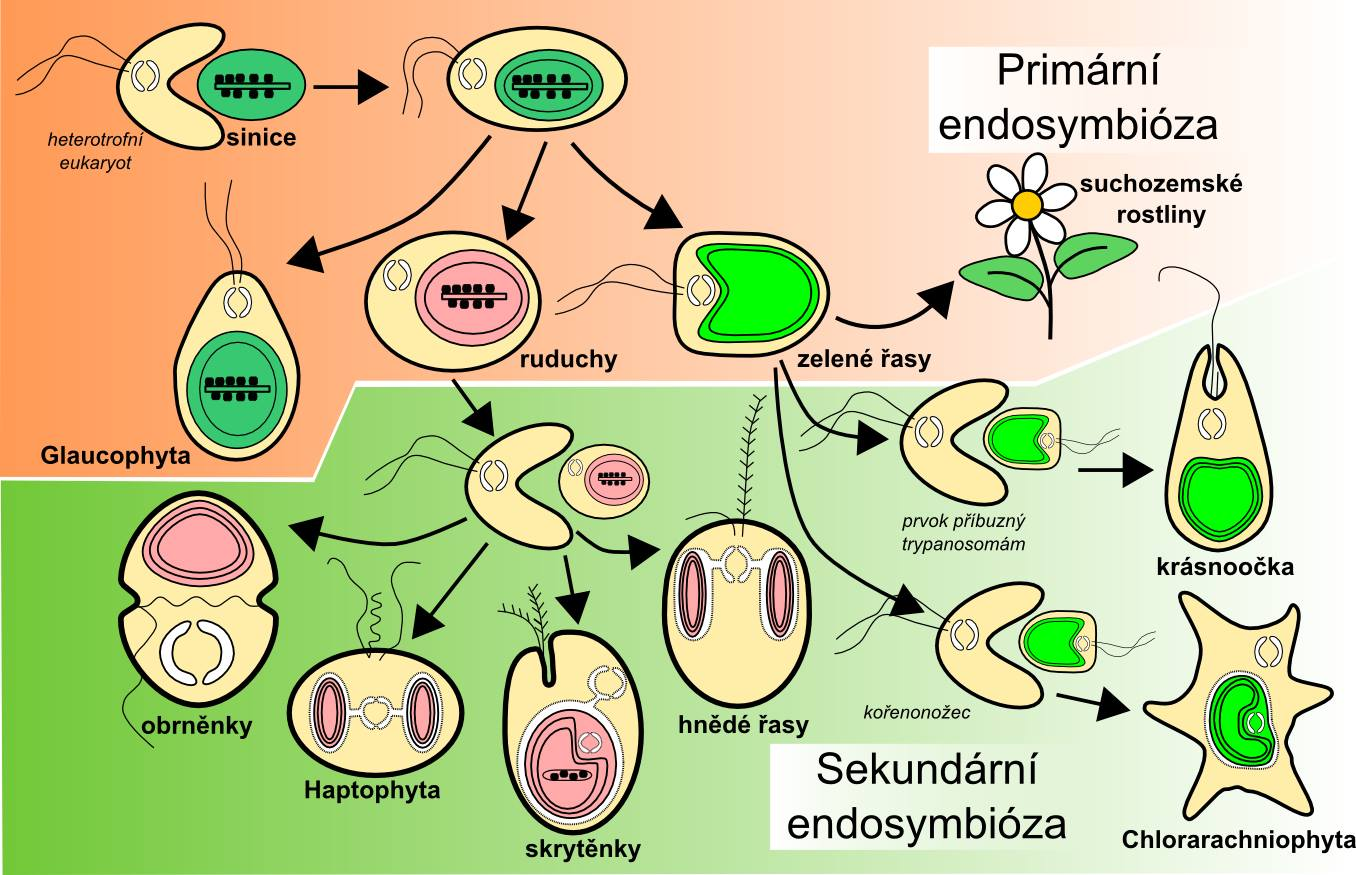 Primární
endosymbióza
heterotrofní
eukaryot
sinice
suchozemské
rostliny
ruduchy
zelené řasy
Glaucophyta
prvok příbuzný
trypanosomám
krásnoočka
obrněnky
Haptophyta
skrytěnky
hnědé řasy
kořenonožec
Sekundární
endosymbióza
Chlorarachniophyta